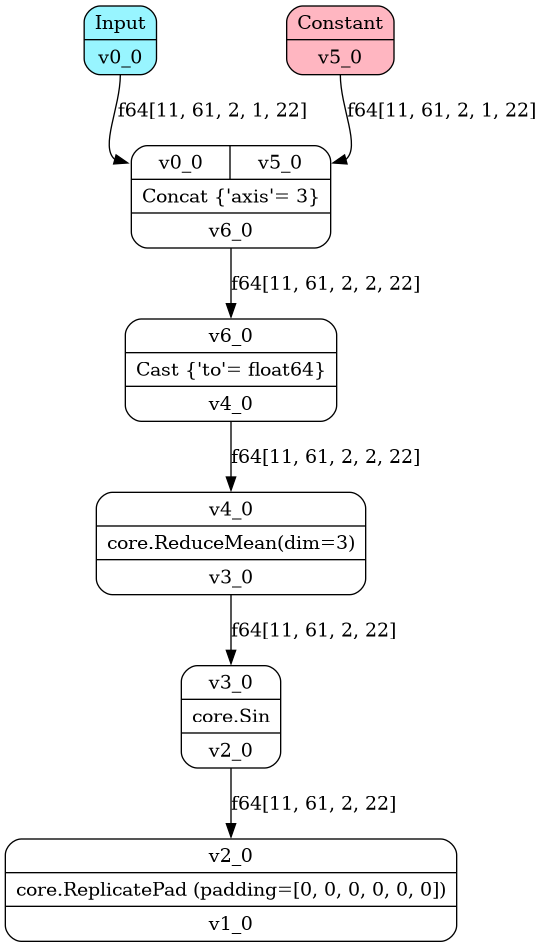 Input
v0_0
Constant
v5_0
f64[11, 61, 2, 1, 22]
f64[11, 61, 2, 1, 22]
v0_0
v5_0
Concat {'axis'= 3}
v6_0
f64[11, 61, 2, 2, 22]
v6_0
Cast {'to'= float64}
v4_0
f64[11, 61, 2, 2, 22]
v4_0
core.ReduceMean(dim=3)
v3_0
f64[11, 61, 2, 22]
v3_0
core.Sin
v2_0
f64[11, 61, 2, 22]
v2_0
core.ReplicatePad (padding=[0, 0, 0, 0, 0, 0])
v1_0